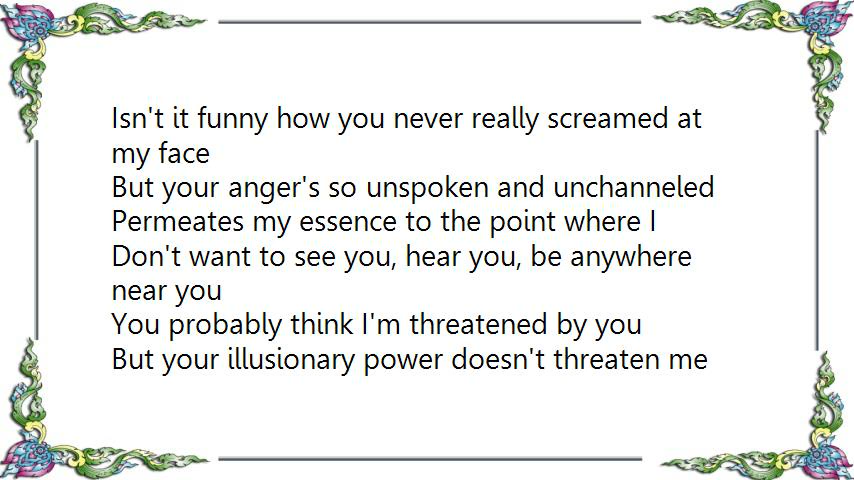 Isn't it funny how you never really screamed at
my face
But your anger's so unspoken and unchanneled
Permeates my essence to the point where I
Don't want to see you, hear you, be anywhere
near you
You probably think I'm threatened by you
But your illusionary power doesn't threaten me